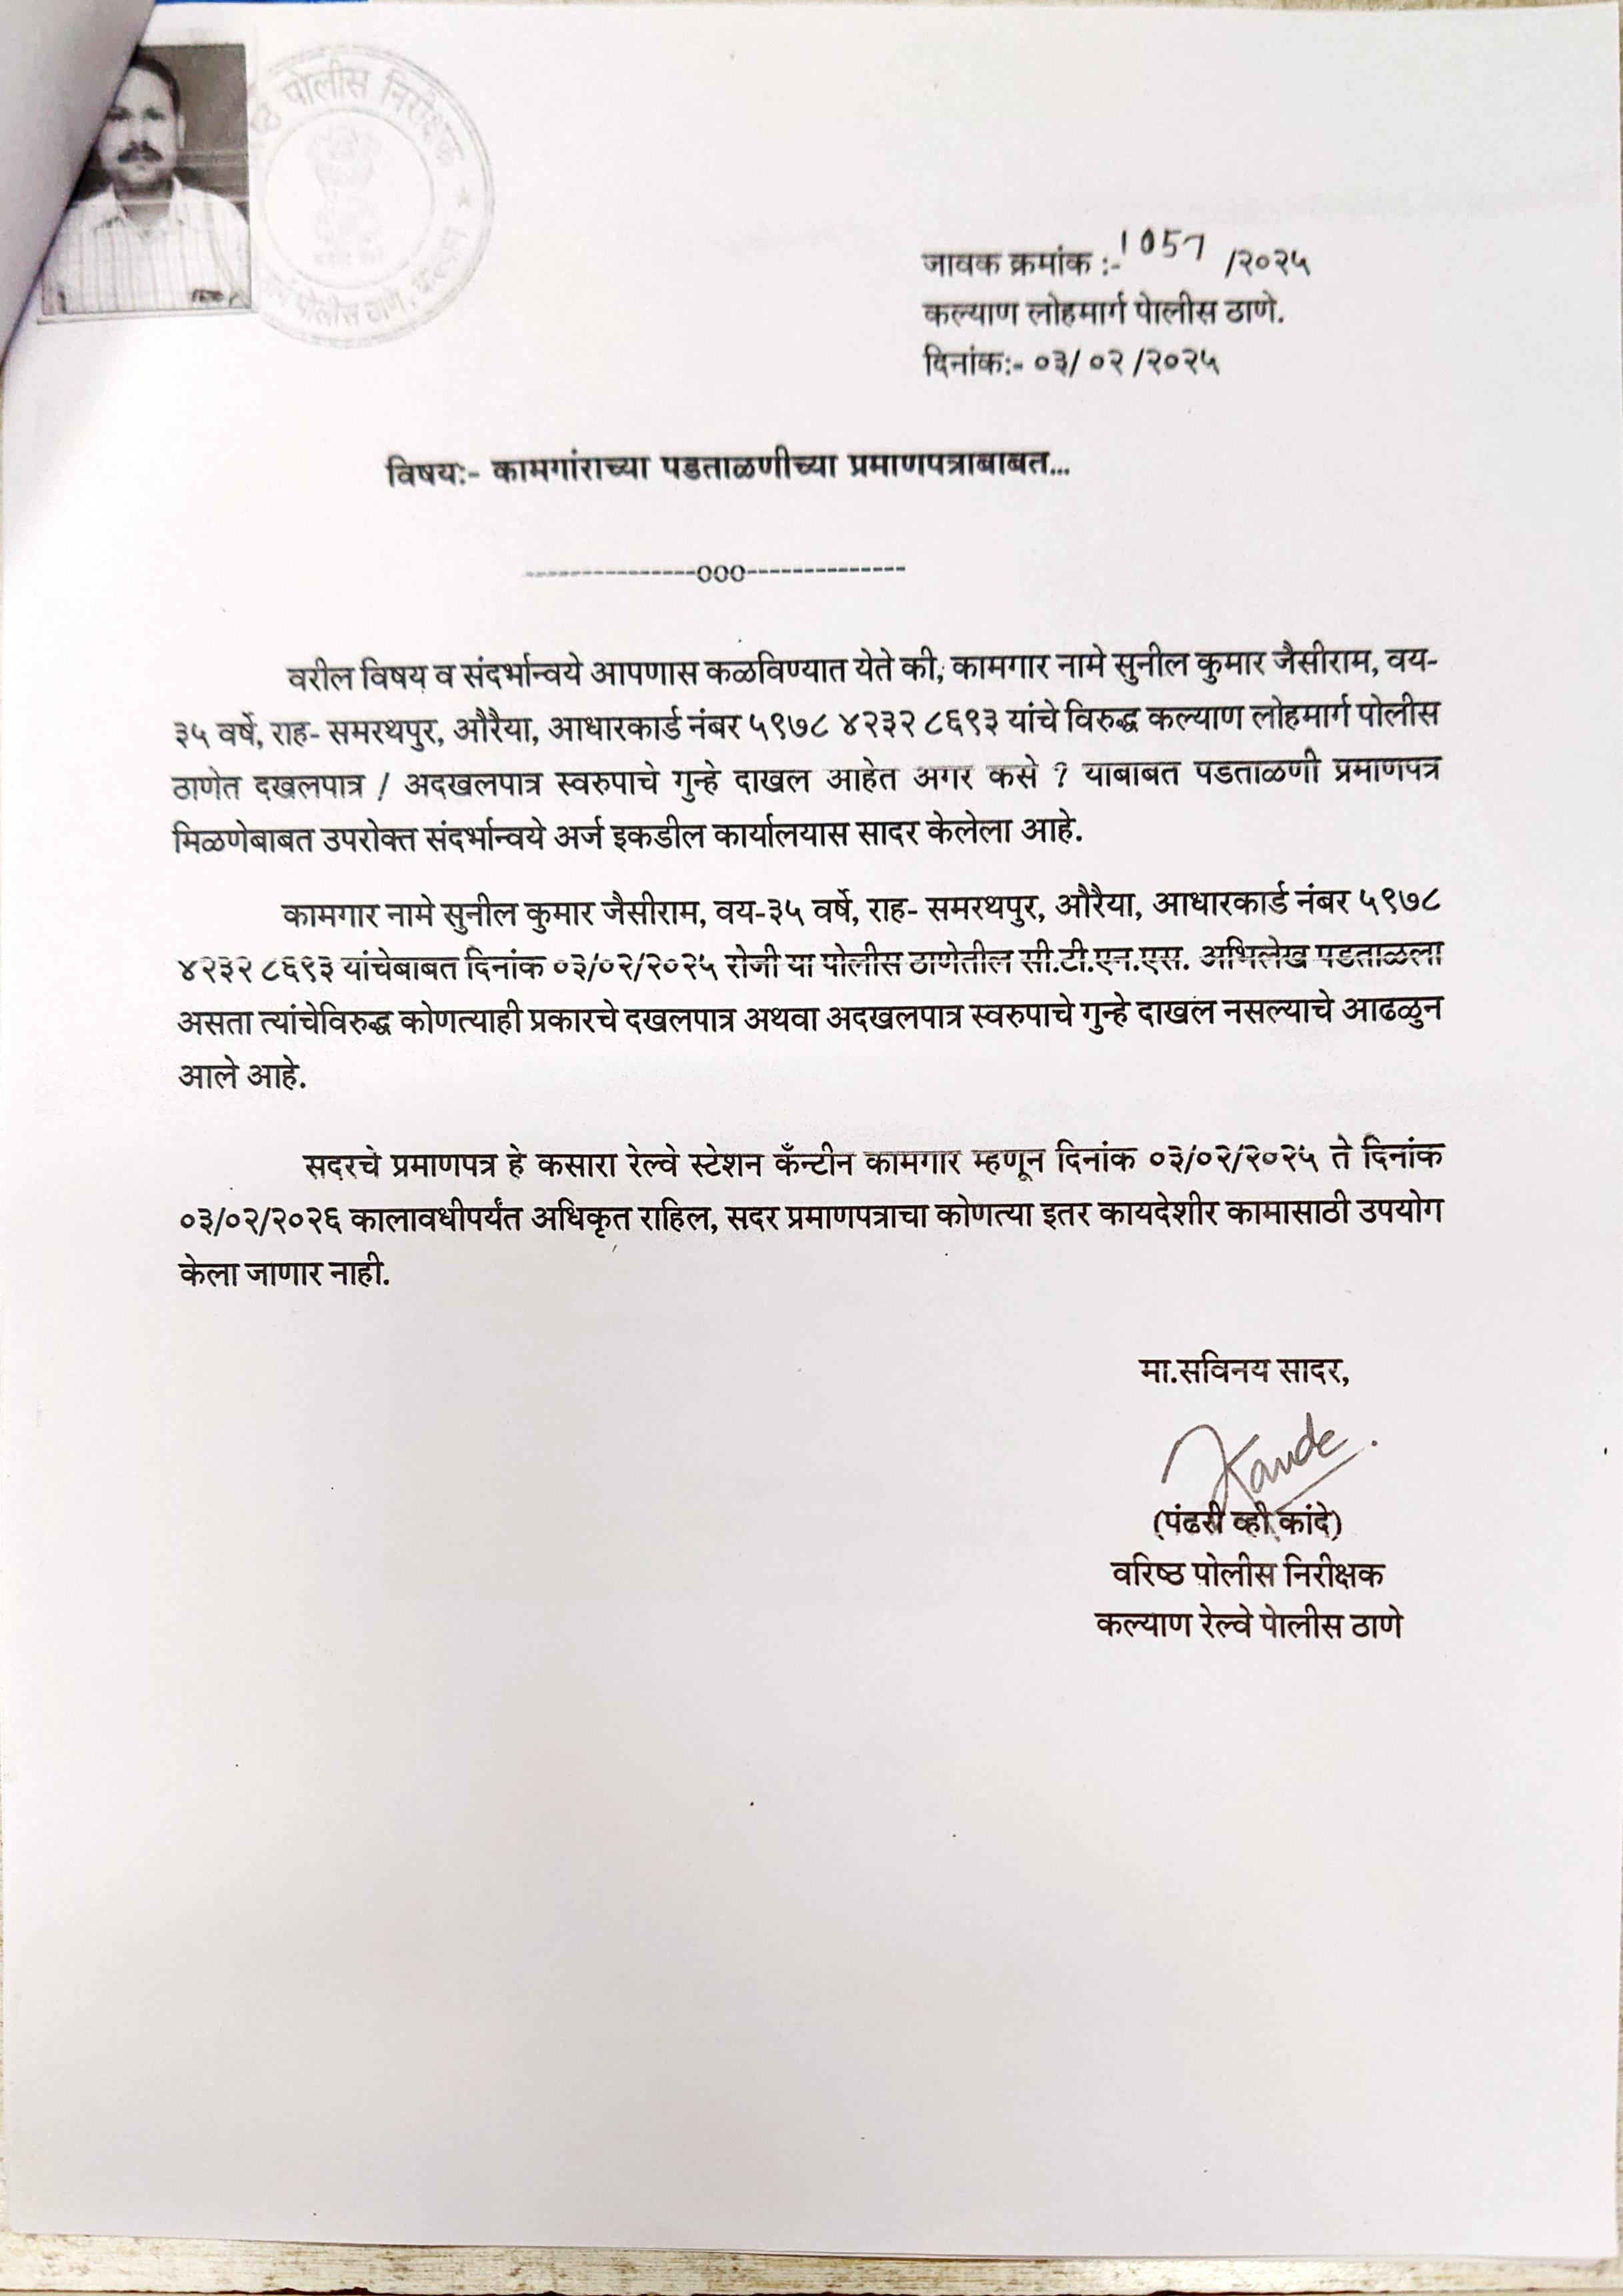 पोलीस निरीक्षक
पोलीस ठाणे, कल्याण
जावक क्रमांक :- 1057 /२०२५
कल्याण लोहमार्ग पोलीस ठाणे.
दिनांक:- ०३/ ०२ /२०२५
विषय:- कामगांराच्या पडताळणीच्या प्रमाणपत्राबाबत...
---------------000--------------
वरील विषय व संदर्भान्वये आपणास कळविण्यात येते की, कामगार नामे सुनील कुमार जैसीराम, वय-
३५ वर्षे, राह- समरथपुर, औरैया, आधारकार्ड नंबर ५९७८ ४२३२ ८६९३ यांचे विरुद्ध कल्याण लोहमार्ग पोलीस
ठाणेत दखलपात्र / अदखलपात्र स्वरुपाचे गुन्हे दाखल आहेत अगर कसे ? याबाबत पडताळणी प्रमाणपत्र
मिळणेबाबत उपरोक्त संदर्भान्वये अर्ज इकडील कार्यालयास सादर केलेला आहे.
कामगार नामे सुनील कुमार जैसीराम, वय-३५ वर्षे, राह- समरथपुर, औरैया, आधारकार्ड नंबर ५९७८
४२३२ ८६९३ यांचेबाबत दिनांक ०३/०२/२०२५ रोजी या पोलीस ठाणेतील सी.टी.एन.एस. अभिलेख पडताळला
असता त्यांचेविरुद्ध कोणत्याही प्रकारचे दखलपात्र अथवा अदखलपात्र स्वरुपाचे गुन्हे दाखल नसल्याचे आढळुन
आले आहे.
सदरचे प्रमाणपत्र हे कसारा रेल्वे स्टेशन कँन्टीन कामगार म्हणून दिनांक ०३/०२/२०२५ ते दिनांक
०३/०२/२०२६ कालावधीपर्यंत अधिकृत राहिल, सदर प्रमाणपत्राचा कोणत्या इतर कायदेशीर कामासाठी उपयोग
केला जाणार नाही.
मा.सविनय सादर,
Kande.
(पंढरी व्ही कांदे)
वरिष्ठ पोलीस निरीक्षक
कल्याण रेल्वे पोलीस ठाणे